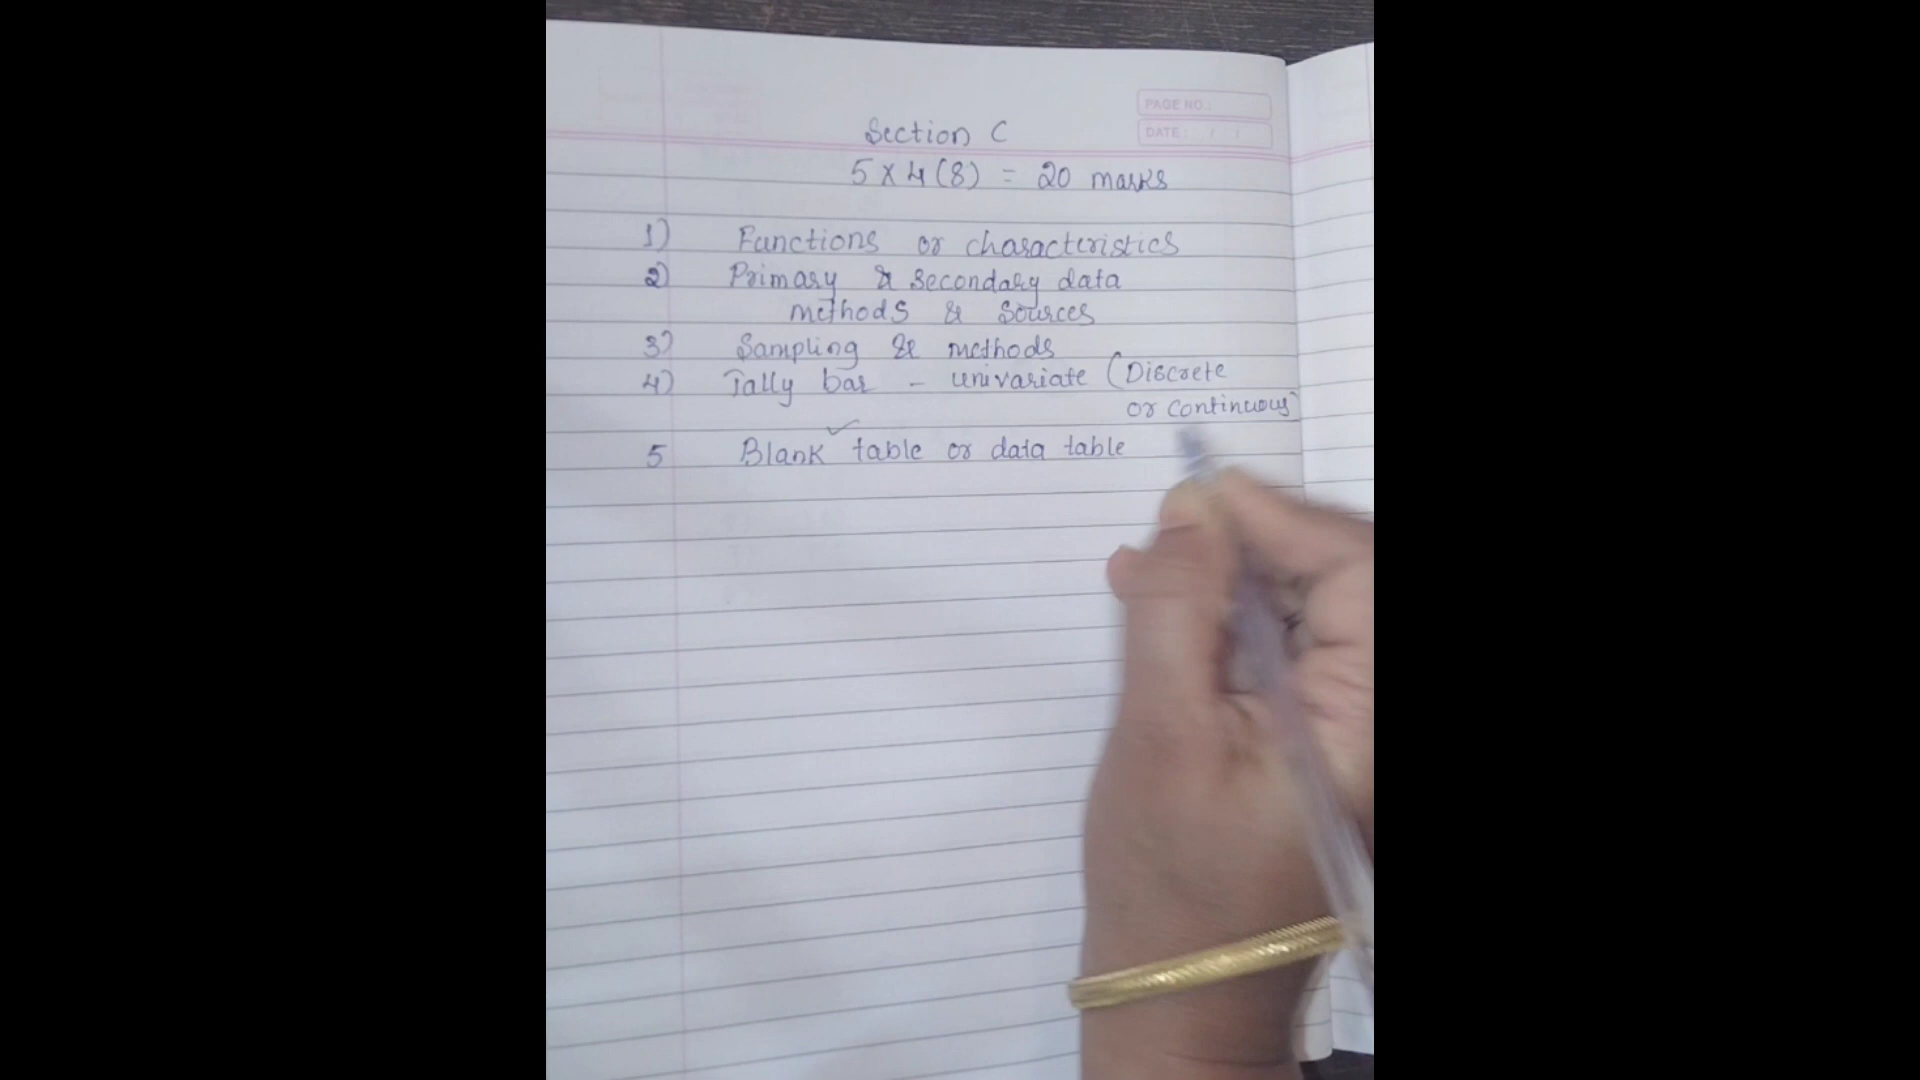 PAGE NO :
DATE : / /
Section C
5 x 4 (8) = 20 marks
1) Functions or characteristics
2) Primary & secondary data
methods & sources
3) Sampling & methods
4) Tally bar - univariate (Discrete
or continuous)
5 Blank table or data table